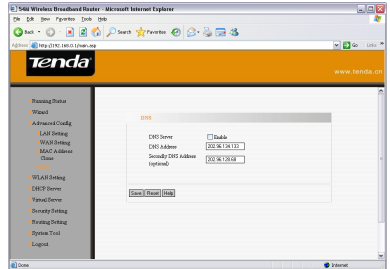 54M Wireless Broadband Router - Microsoft Internet Explorer
File Edit View Favorites Tools Help
Back Search Favorites
Address http://192.168.0.1/main.asp Go Links
Tenda
www.tenda.cn
Running Status
Wizard
Advanced Config
LAN Setting
WAN Setting
MAC Address Clone
WLAN Setting
DHCP Server
Virtual Server
Security Setting
Routing Setting
System Tool
Logout
DNS
DNS Server Enable
DNS Address 202.96.134.133
Secondly DNS Address 202.96.128.68
(optional)
Save Reset Help
Done Internet